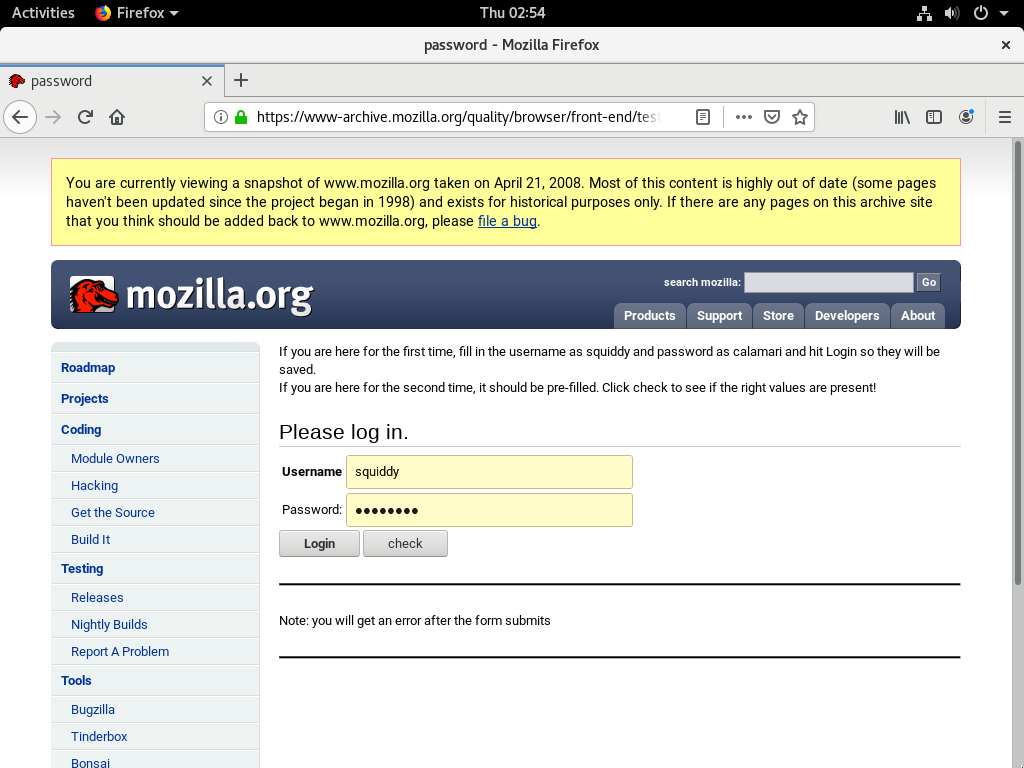 Activities Firefox Thu 02:54
password - Mozilla Firefox
password
https://www-archive.mozilla.org/quality/browser/front-end/tes
You are currently viewing a snapshot of www.mozilla.org taken on April 21, 2008. Most of this content is highly out of date (some pages
haven't been updated since the project began in 1998) and exists for historical purposes only. If there are any pages on this archive site
that you think should be added back to www.mozilla.org, please file a bug.
mozilla.org
search mozilla: Go
Products Support Store Developers About
Roadmap
Projects
Coding
Module Owners
Hacking
Get the Source
Build It
Testing
Releases
Nightly Builds
Report A Problem
Tools
Bugzilla
Tinderbox
Bonsai
If you are here for the first time, fill in the username as squiddy and password as calamari and hit Login so they will be
saved.
If you are here for the second time, it should be pre-filled. Click check to see if the right values are present!
Please log in.
Username squiddy
Password: ●●●●●●●●
Login check
Note: you will get an error after the form submits